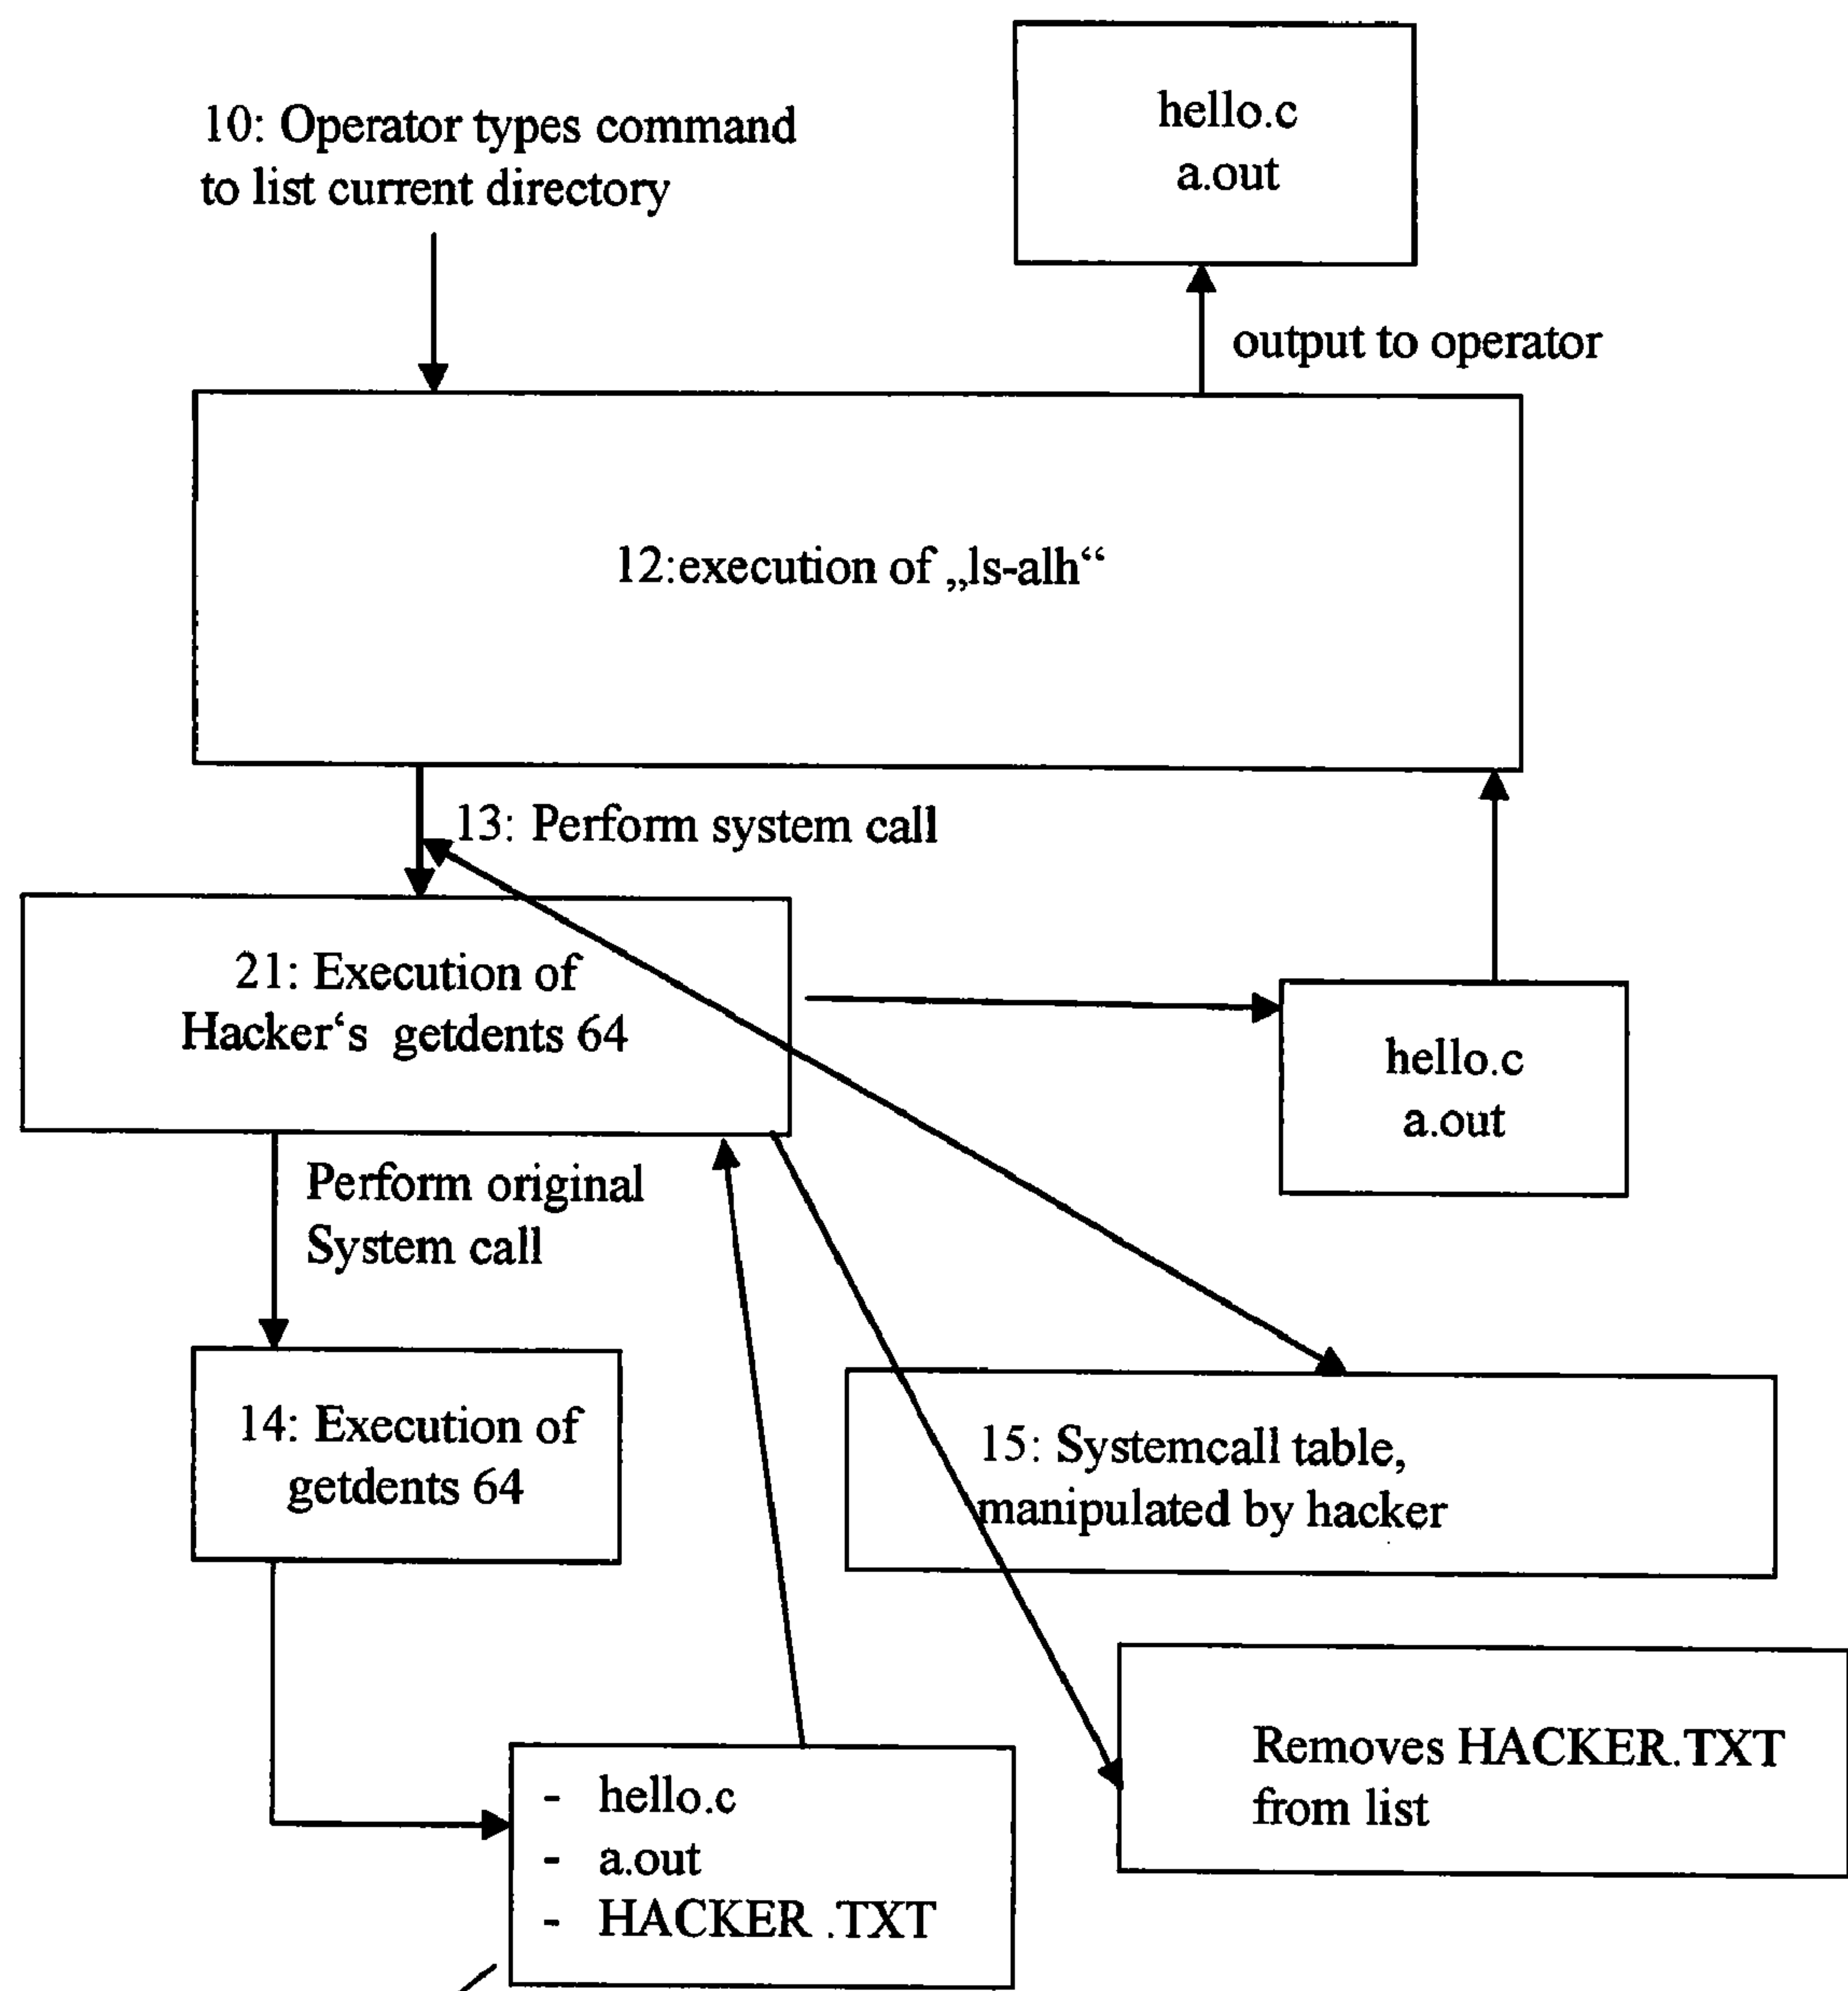 hello.c
a.out
10: Operator types command
to list current directory
output to operator
12:execution of „ls-alh“
13: Perform system call
21: Execution of
Hacker‘s getdents 64
hello.c
a.out
Perform original
System call
14: Execution of
getdents 64
15: Systemcall table,
manipulated by hacker
Removes HACKER.TXT
from list
- hello.c
- a.out
- HACKER .TXT